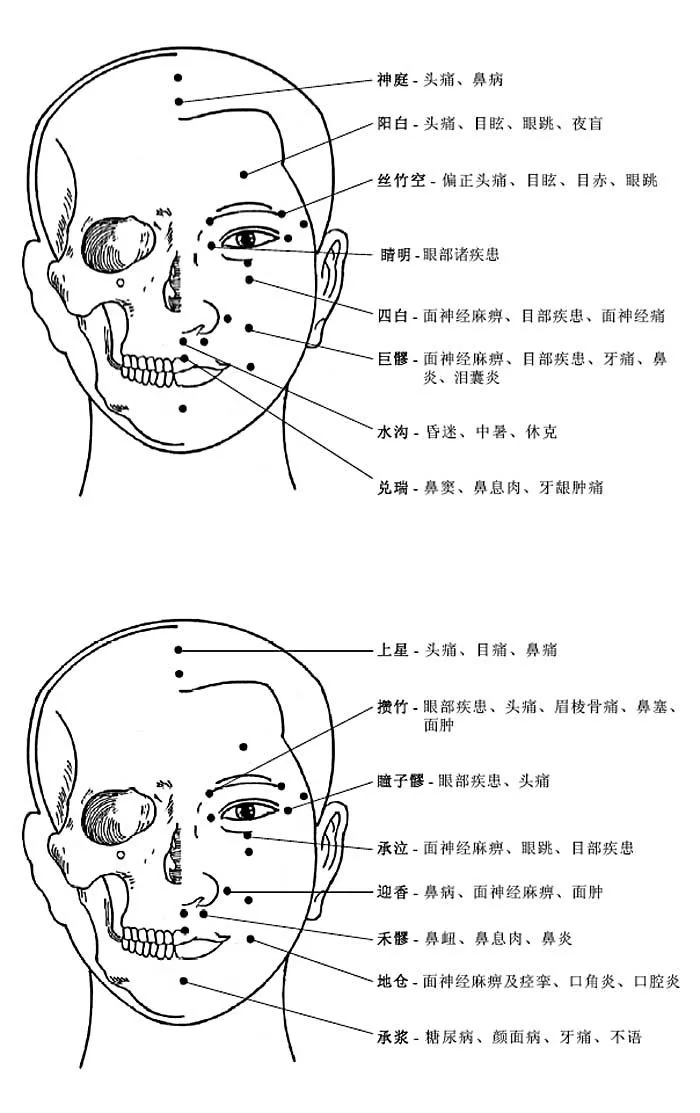 神庭 - 头痛、鼻病
阳白 - 头痛、目眩、眼跳、夜盲
丝竹空 - 偏正头痛、目眩、目赤、眼跳
睛明 - 眼部诸疾患
四白 - 面神经麻痹、目部疾患、面神经痛
巨髎 - 面神经麻痹、目部疾患、牙痛、鼻
炎、泪囊炎
水沟 - 昏迷、中暑、休克
兑瑞 - 鼻窦、鼻息肉、牙龈肿痛
上星 - 头痛、目痛、鼻痛
攒竹 - 眼部疾患、头痛、眉棱骨痛、鼻塞、
面肿
瞳子髎 - 眼部疾患、头痛
承泣 - 面神经麻痹、眼跳、目部疾患
迎香 - 鼻病、面神经麻痹、面肿
禾髎 - 鼻衄、鼻息肉、鼻炎
地仓 - 面神经麻痹及痉挛、口角炎、口腔炎
承浆 - 糖尿病、颜面病、牙痛、不语